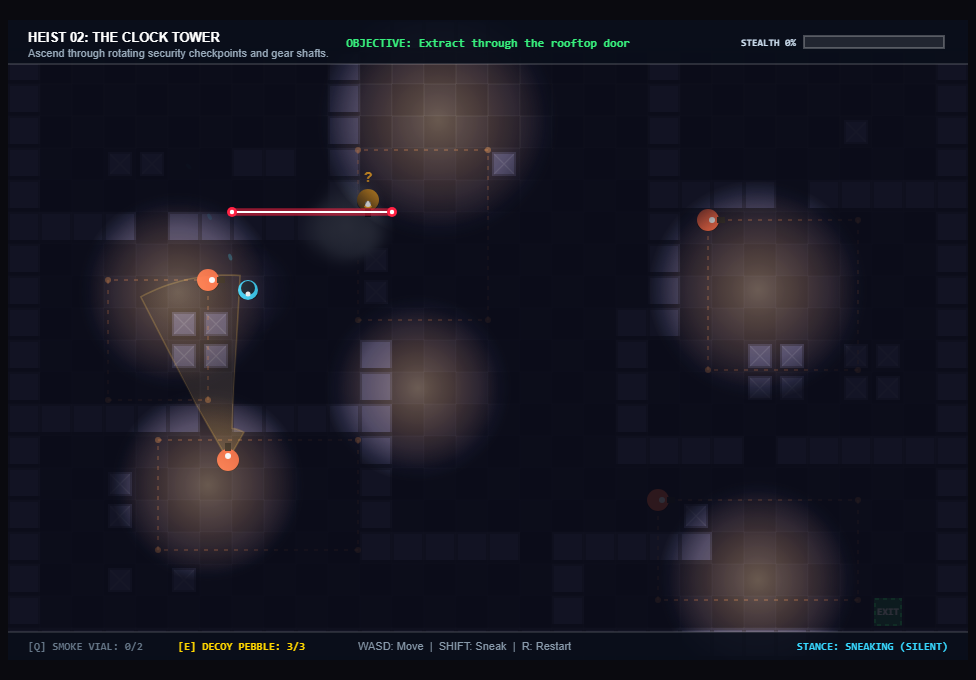 HEIST 02: THE CLOCK TOWER
Ascend through rotating security checkpoints and gear shafts.
OBJECTIVE: Extract through the rooftop door
STEALTH 0%
?
EXIT
[Q] SMOKE VIAL: 0/2
[E] DECOY PEBBLE: 3/3
WASD: Move | SHIFT: Sneak | R: Restart
STANCE: SNEAKING (SILENT)